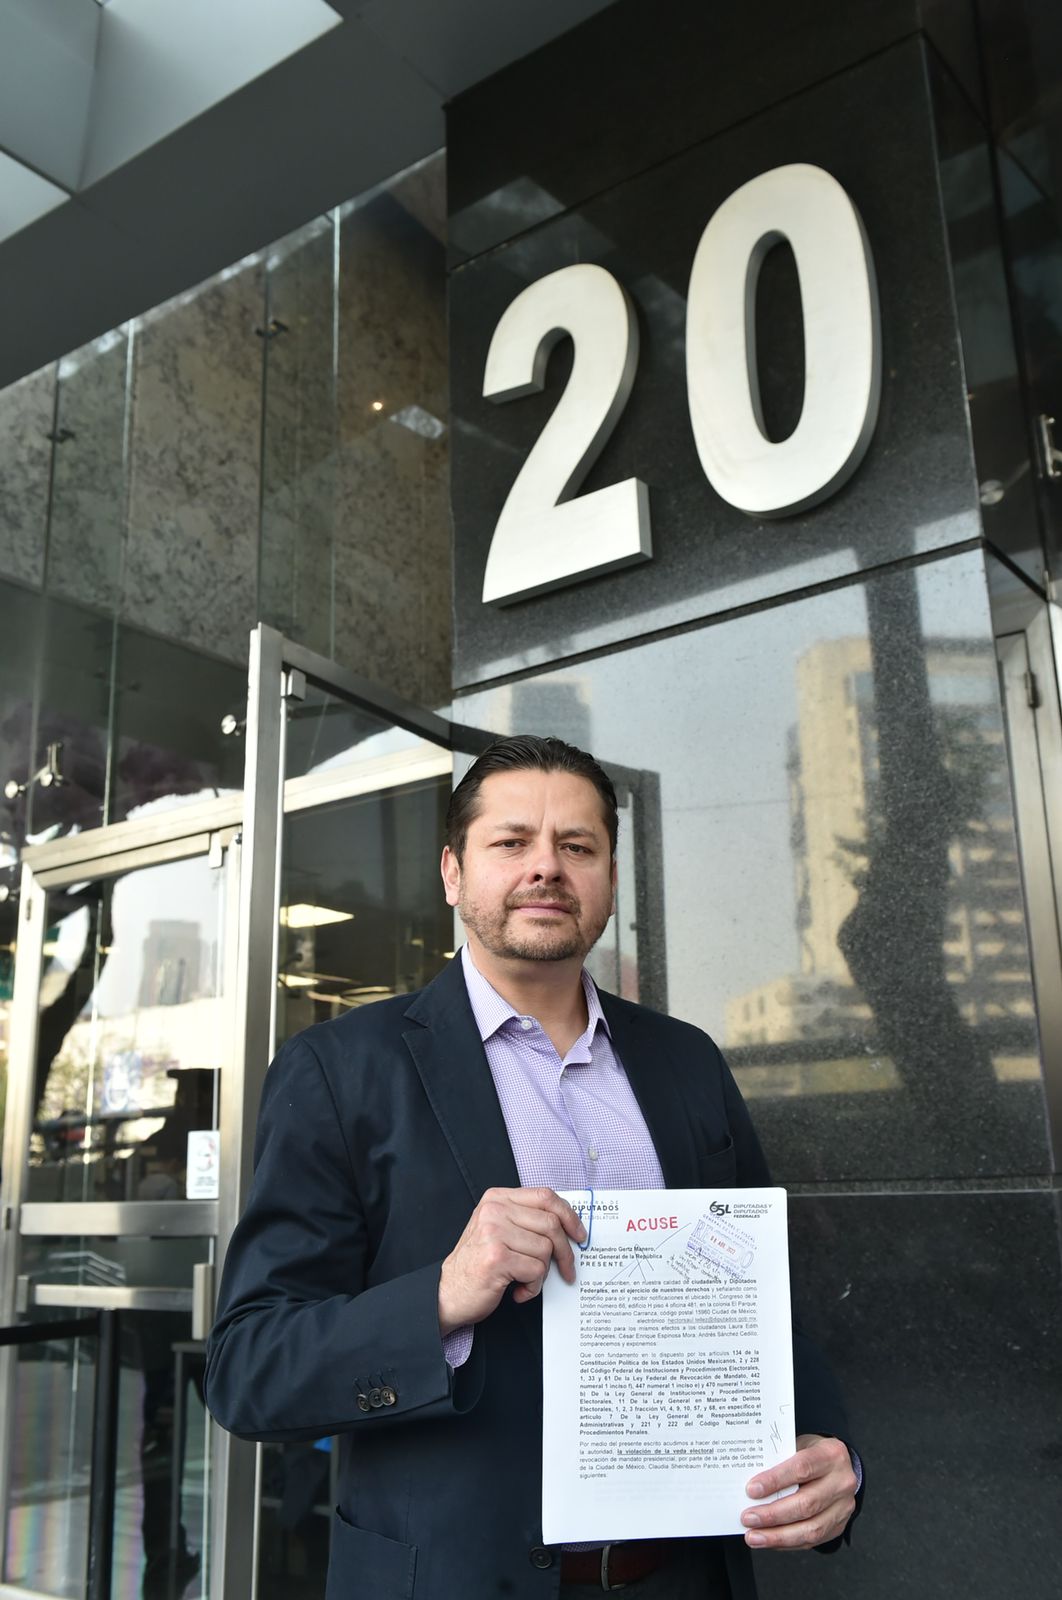 20
CÁMARA DE
DIPUTADOS
LEGISLATURA
ACUSE
65L DIPUTADAS Y
DIPUTADOS
FEDERALES
Dr. Alejandro Gertz Manero,
Fiscal General de la República
PRESENTE
Los que suscriben, en nuestra calidad de ciudadanos y Diputados
Federales, en el ejercicio de nuestros derechos y señalando como
domicilio para oír y recibir notificaciones el ubicado H. Congreso de la
Unión número 66, edificio H piso 4 oficina 481, en la colonia El Parque,
alcaldía Venustiano Carranza, código postal 15960 Ciudad de México;
y el correo electrónico hectorsaul.tellez@diputados.gob.mx,
autorizando para los mismos efectos a los ciudadanos Laura Edith
Soto Ángeles, César Enrique Espinosa Mora, Andrés Sánchez Cedillo,
comparecemos y exponemos:
Que con fundamento en lo dispuesto por los artículos 134 de la
Constitución Política de los Estados Unidos Mexicanos, 2 y 228
del Código Federal de Instituciones y Procedimientos Electorales,
1, 33 y 61 De la Ley Federal de Revocación de Mandato, 442
numeral 1 inciso f), 447 numeral 1 inciso e) y 470 numeral 1 inciso
b) De la Ley General de Instituciones y Procedimientos
Electorales, 11 De la Ley General en Materia de Delitos
Electorales, 1, 2, 3 fracción VI, 4, 9, 10, 57, y 68, en específico el
artículo 7 De la Ley General de Responsabilidades
Administrativas y 221 y 222 del Código Nacional de
Procedimientos Penales.
Por medio del presente escrito acudimos a hacer del conocimiento de
la autoridad, la violación de la veda electoral con motivo de la
revocación de mandato presidencial, por parte de la Jefa de Gobierno
de la Ciudad de México, Claudia Sheinbaum Pardo, en virtud de los
siguientes: